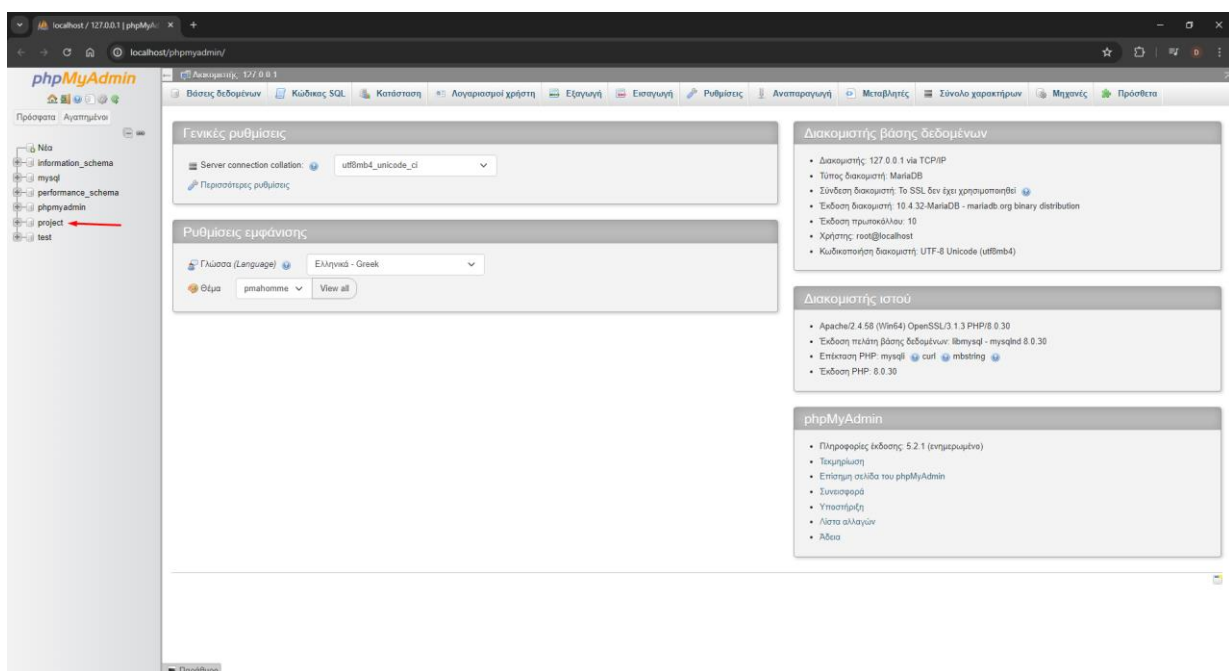 localhost / 127.0.0.1 | phpMyAd
localhost/phpmyadmin/
phpMyAdmin
Πρόσφατα Αγαπημένοι
Νέα
information_schema
mysql
performance_schema
phpmyadmin
project
test
Διακομιστής: 127.0.0.1
Βάσεις δεδομένων Κώδικας SQL Κατάσταση Λογαριασμοί χρήστη Εξαγωγή Εισαγωγή Ρυθμίσεις Αναπαραγωγή Μεταβλητές Σύνολο χαρακτήρων Μηχανές Πρόσθετα
Γενικές ρυθμίσεις
Server connection collation: utf8mb4_unicode_ci
Περισσότερες ρυθμίσεις
Ρυθμίσεις εμφάνισης
Γλώσσα (Language) Ελληνικά - Greek
Θέμα pmahomme View all
Διακομιστής βάσης δεδομένων
Διακομιστής: 127.0.0.1 via TCP/IP
Τύπος διακομιστή: MariaDB
Σύνδεση διακομιστή: Το SSL δεν έχει χρησιμοποιηθεί
Έκδοση διακομιστή: 10.4.32-MariaDB - mariadb.org binary distribution
Έκδοση πρωτοκόλλου: 10
Χρήστης: root@localhost
Κωδικοποίηση διακομιστή: UTF-8 Unicode (utf8mb4)
Διακομιστής ιστού
Apache/2.4.58 (Win64) OpenSSL/3.1.3 PHP/8.0.30
Έκδοση πελάτη βάσης δεδομένων: libmysql - mysqlnd 8.0.30
Επέκταση PHP: mysqli curl mbstring
Έκδοση PHP: 8.0.30
phpMyAdmin
Πληροφορίες έκδοσης: 5.2.1 (ενημερωμένο)
Τεκμηρίωση
Επίσημη σελίδα του phpMyAdmin
Συνεισφορά
Υποστήριξη
Λίστα αλλαγών
Άδεια